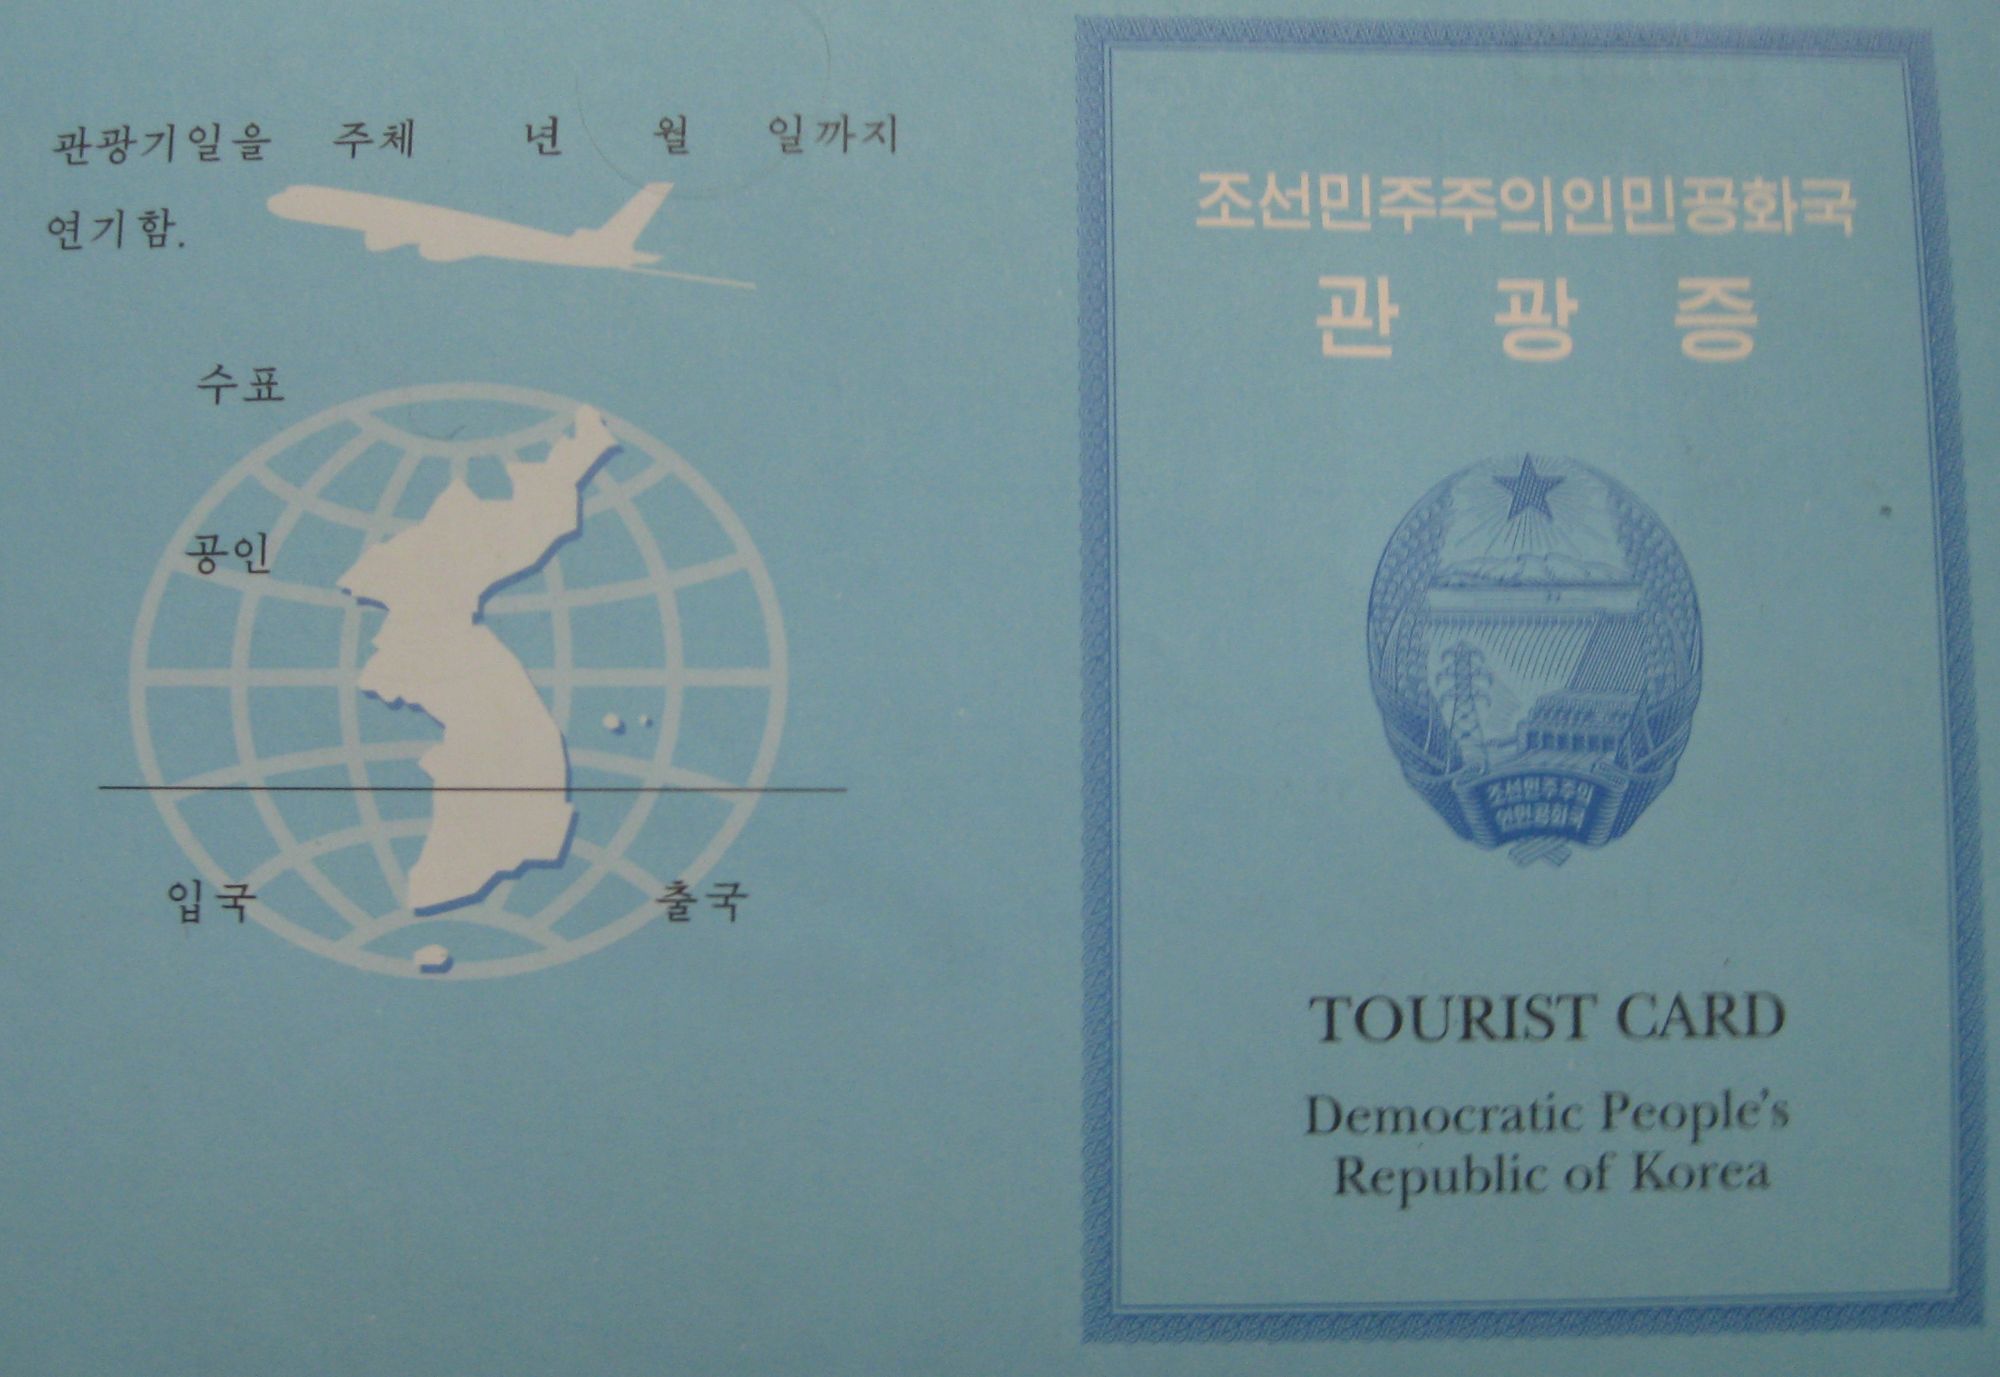 관광기일을 주체 년 월 일까지
연기함.
수표
공인
입국 출국
조선민주주의인민공화국
관광증
조선민주주의
인민공화국
TOURIST CARD
Democratic People's
Republic of Korea